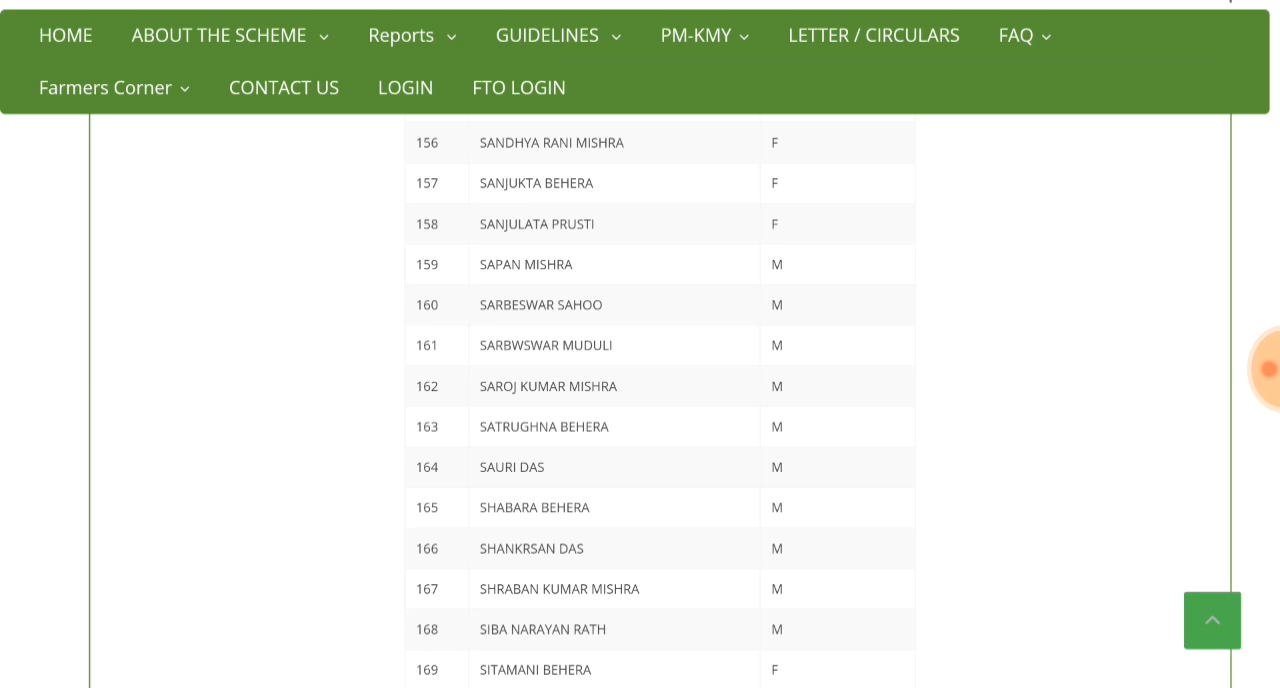 HOME ABOUT THE SCHEME Reports GUIDELINES PM-KMY LETTER / CIRCULARS FAQ
Farmers Corner CONTACT US LOGIN FTO LOGIN
156 SANDHYA RANI MISHRA F
157 SANJUKTA BEHERA F
158 SANJULATA PRUSTI F
159 SAPAN MISHRA M
160 SARBESWAR SAHOO M
161 SARBWSWAR MUDULI M
162 SAROJ KUMAR MISHRA M
163 SATRUGHNA BEHERA M
164 SAURI DAS M
165 SHABARA BEHERA M
166 SHANKRSAN DAS M
167 SHRABAN KUMAR MISHRA M
168 SIBA NARAYAN RATH M
169 SITAMANI BEHERA F